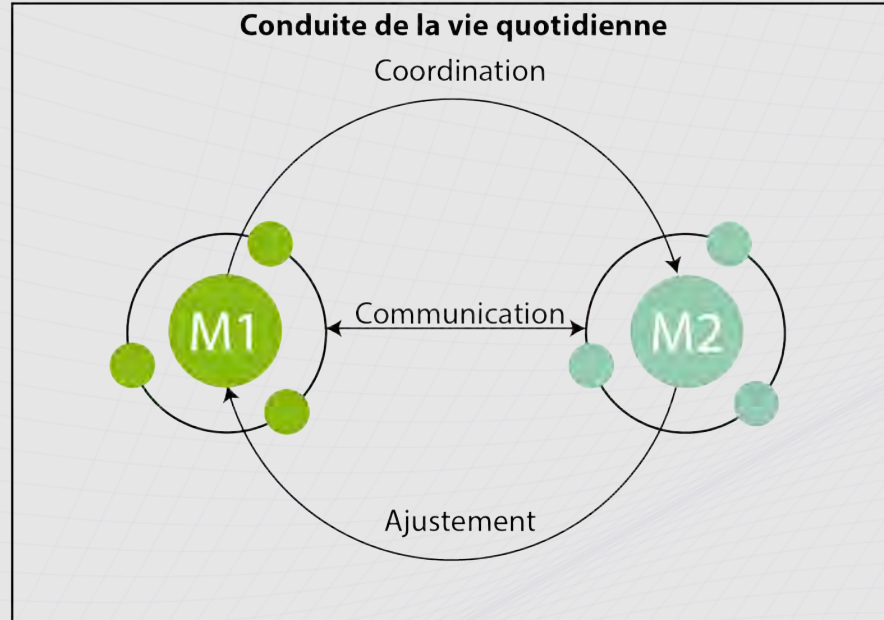 Conduite de la vie quotidienne
Coordination
Communication
M1
M2
Ajustement